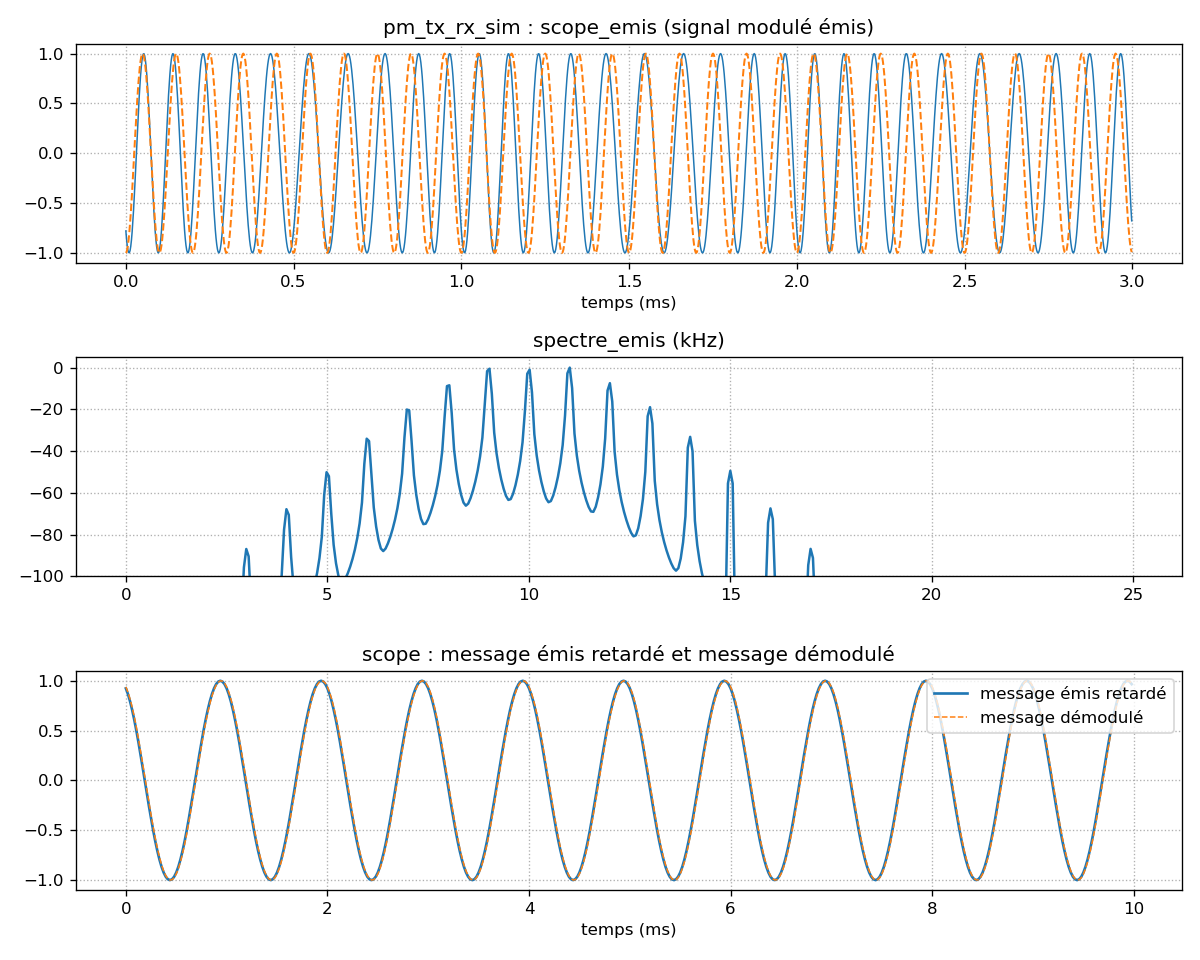 pm_tx_rx_sim : scope_emis (signal modulé émis)
1.0
0.5
0.0
−0.5
−1.0
0.0 0.5 1.0 1.5 2.0 2.5 3.0
temps (ms)
spectre_emis (kHz)
0
−20
−40
−60
−80
−100
0 5 10 15 20 25
scope : message émis retardé et message démodulé
1.0
0.5
0.0
−0.5
−1.0
message émis retardé
message démodulé
0 2 4 6 8 10
temps (ms)